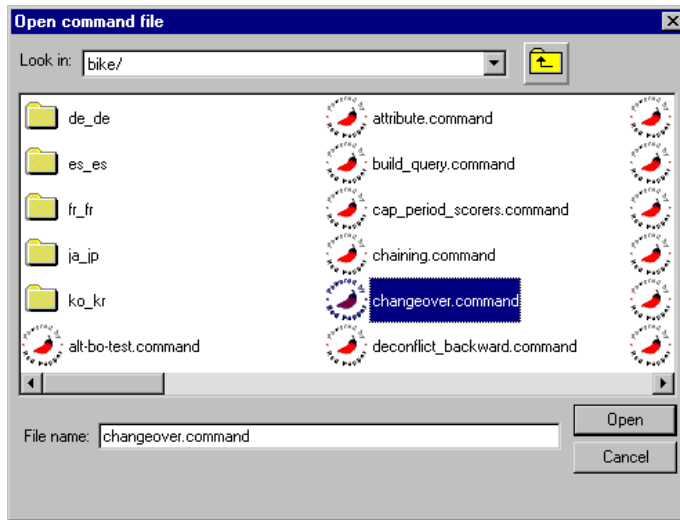 Open command file
Look in: bike/
de_de
es_es
fr_fr
ja_jp
ko_kr
alt-bo-test.command
attribute.command
build_query.command
cap_period_scorers.command
chaining.command
changeover.command
deconflict_backward.command
File name: changeover.command
Open
Cancel